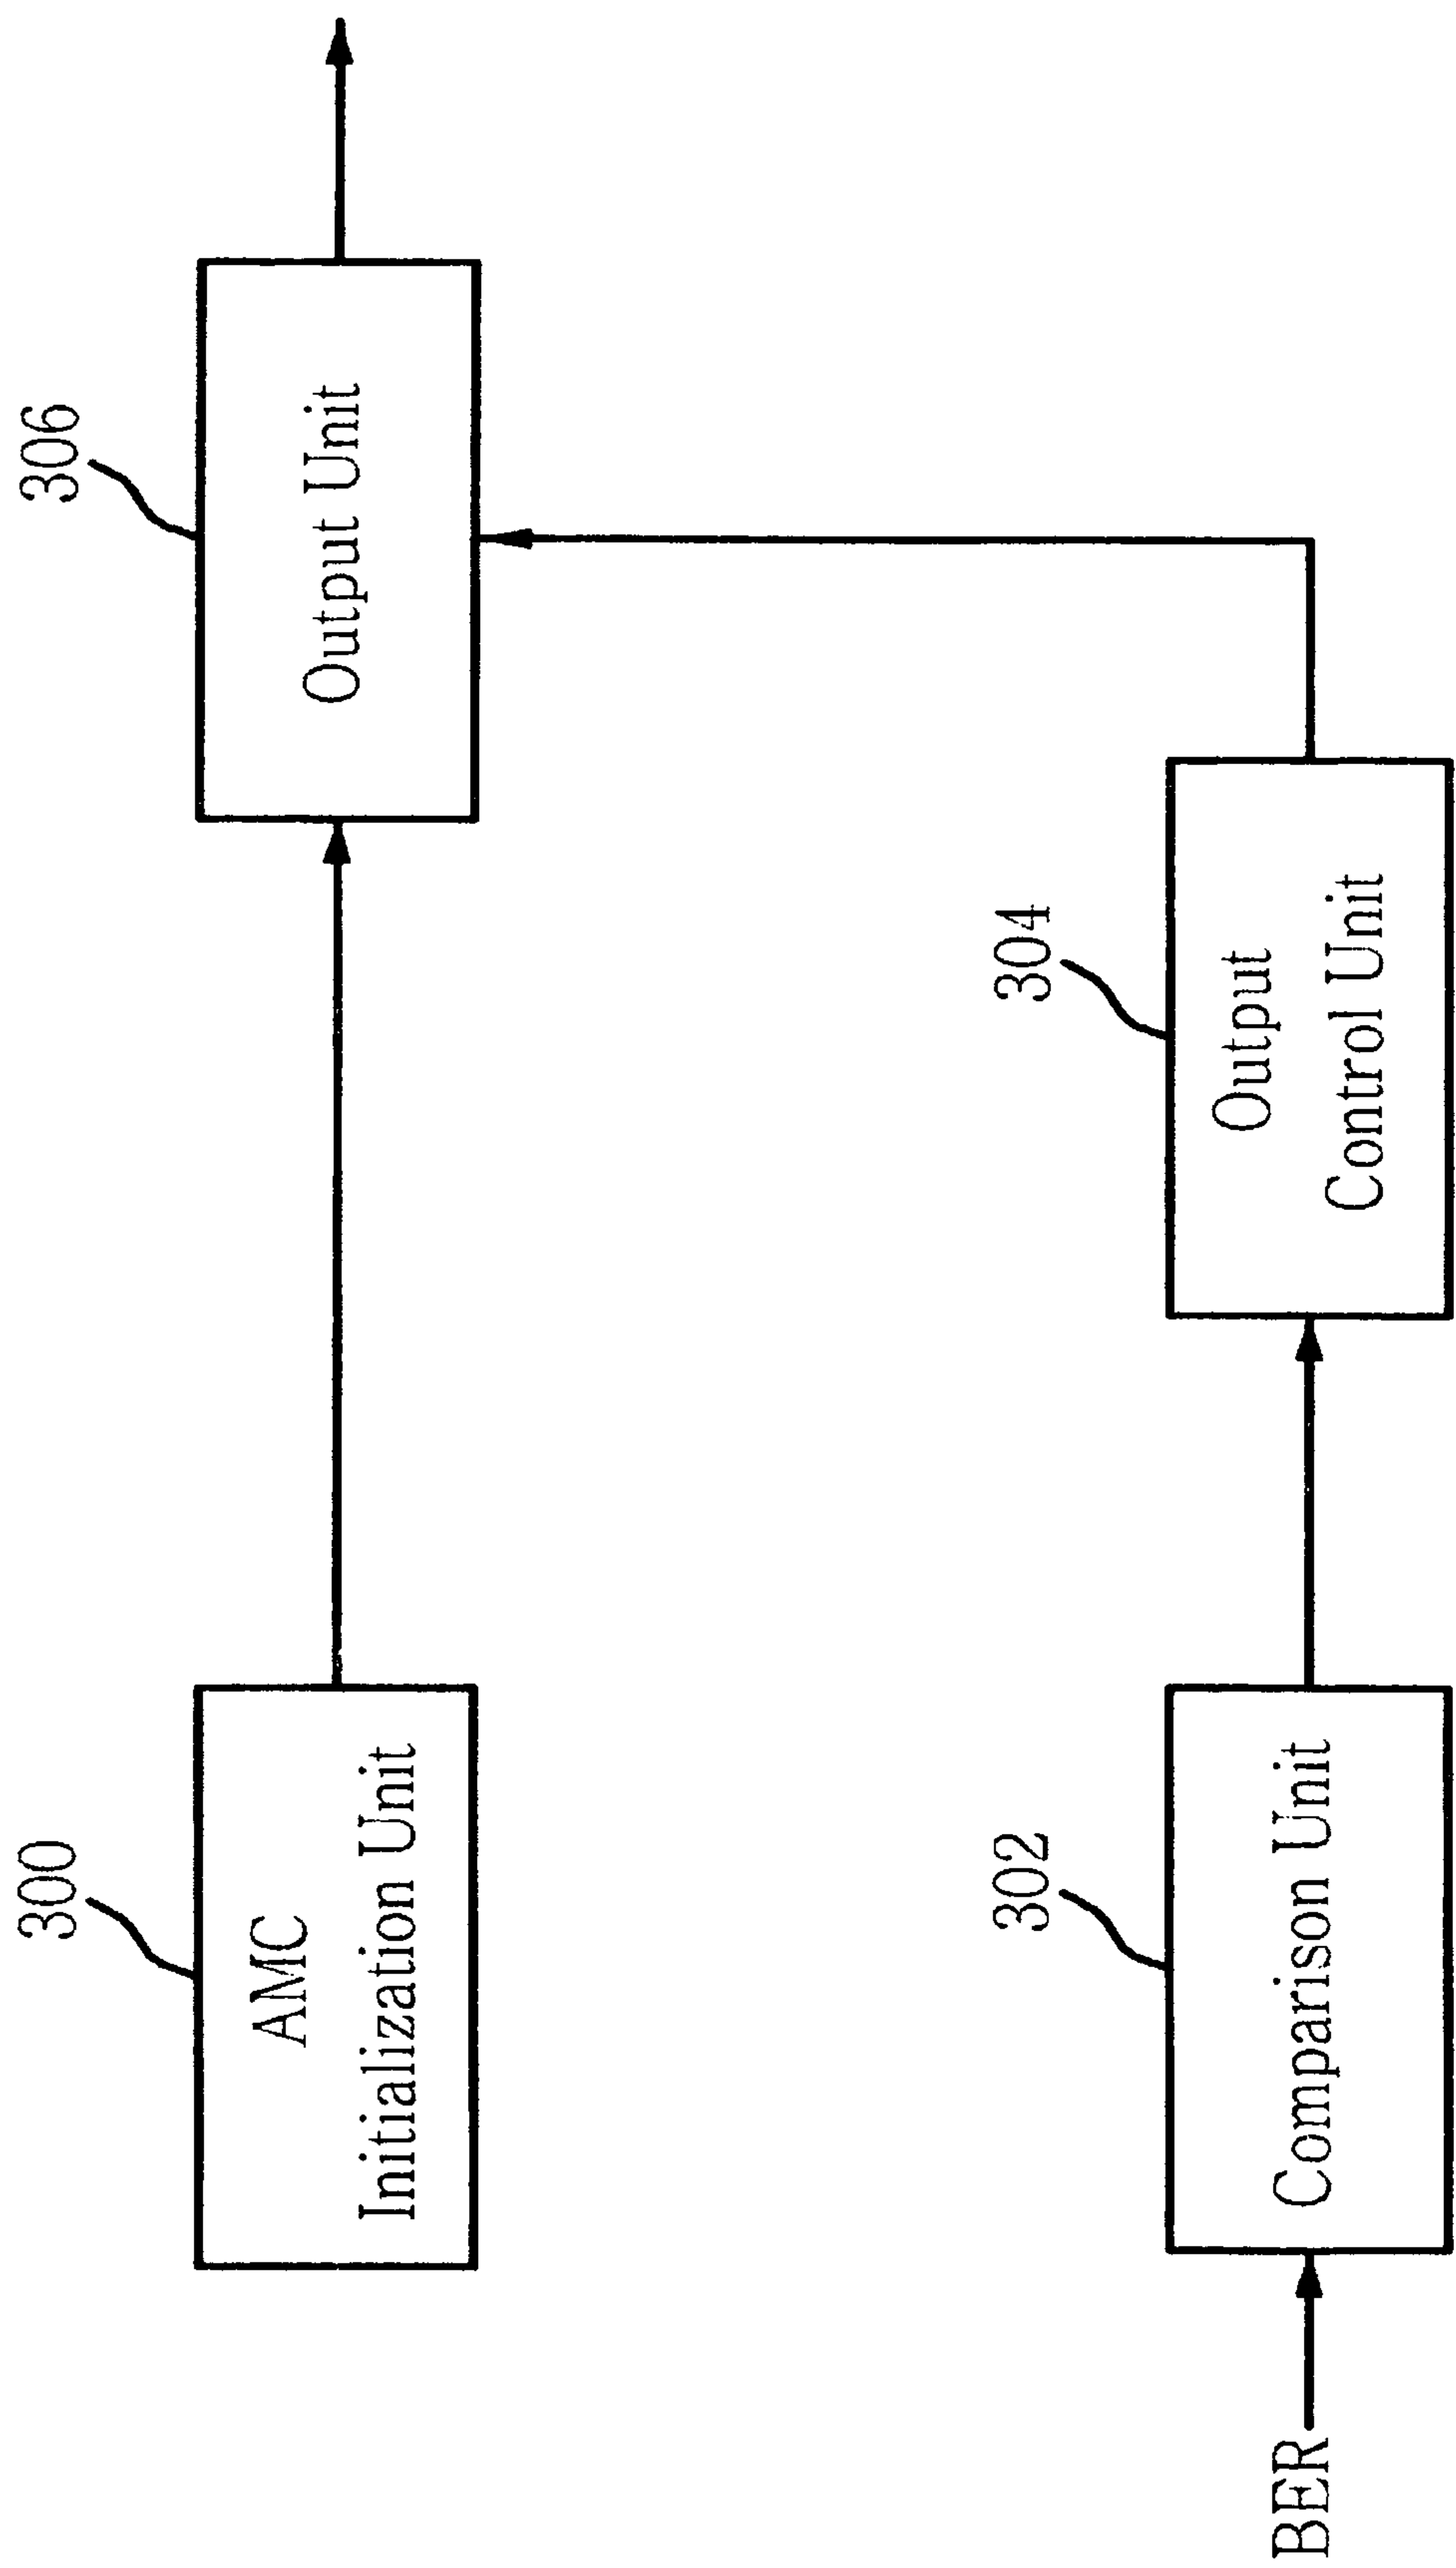 300
AMC
Initialization Unit
306
Output Unit
BER
302
Comparison Unit
304
Output
Control Unit